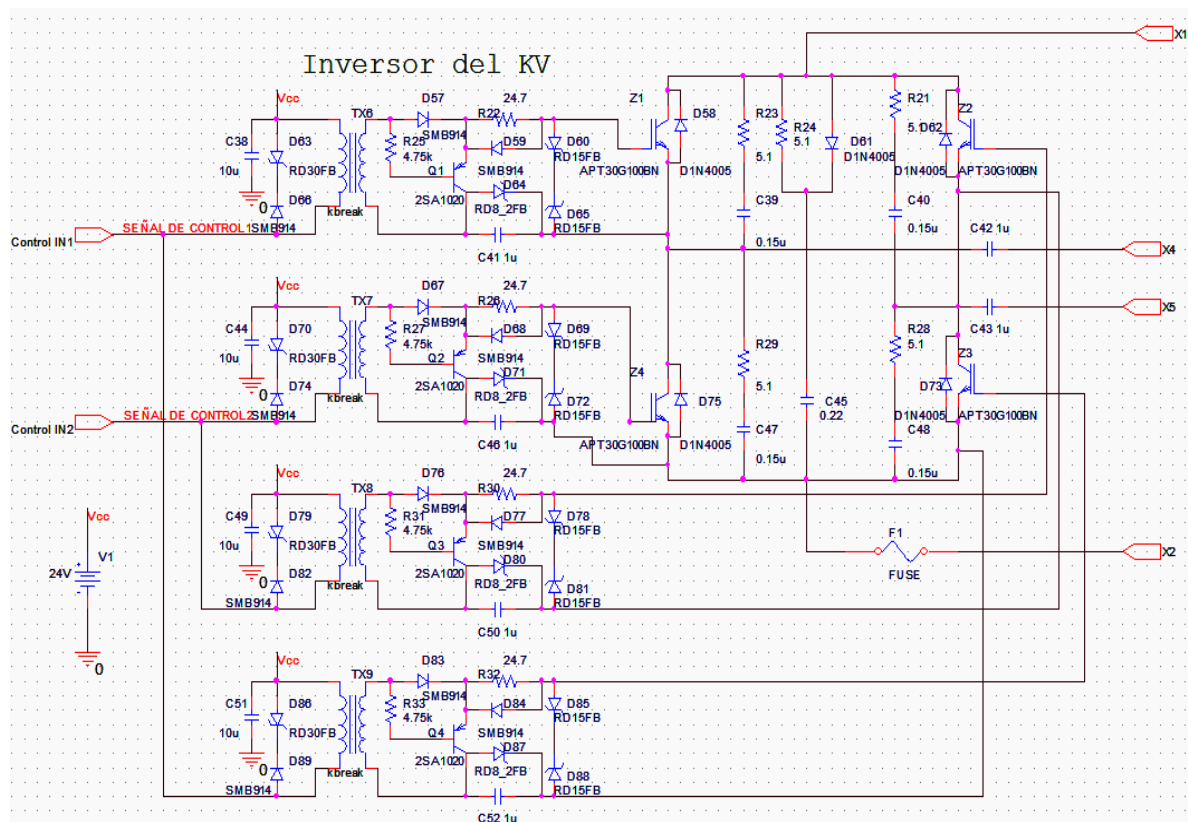 X1
Inversor del KV
Vcc
D57
24.7
R22
Z1
D58
R21
Z2
TX6
SMB914
D60
RD15FB
R23
R24
5.1
D62
C38
D63
R25
4.75k
D59
5.1
5.1
D61
D1N4005
10u
RD30FB
Q1
SMB914
D64
APT30G100BN
D1N4005
D1N4005
APT30G100BN
0
D66
2SA1020
RD8_2FB
D65
C39
C40
kbreak
RD15FB
C42 1u
SEÑAL DE CONTROL1
SMB914
0.15u
0.15u
Control IN1
C41 1u
X4
Vcc
D67
24.7
TX7
R26
X5
SMB914
D69
RD15FB
C43 1u
C44
D70
R27
4.75k
D68
R29
R28
5.1
Z3
10u
RD30FB
Q2
SMB914
D71
Z4
5.1
D73
0
D74
2SA1020
RD8_2FB
D72
D75
C45
0.22
kbreak
RD15FB
SEÑAL DE CONTROL2
SMB914
C47
D1N4005
APT30G100BN
Control IN2
C46 1u
APT30G100BN
D1N4005
C48
0.15u
0.15u
Vcc
D76
24.7
TX8
R30
SMB914
D78
RD15FB
Vcc
C49
D79
R31
4.75k
D77
F1
10u
RD30FB
Q3
SMB914
D80
X2
V1
24V
0
D82
2SA1020
RD8_2FB
D81
FUSE
kbreak
RD15FB
SMB914
C50 1u
0
Vcc
D83
24.7
TX9
R32
SMB914
D85
RD15FB
C51
D86
R33
4.75k
D84
10u
RD30FB
Q4
SMB914
D87
0
D89
2SA1020
RD8_2FB
D88
kbreak
RD15FB
SMB914
C52 1u